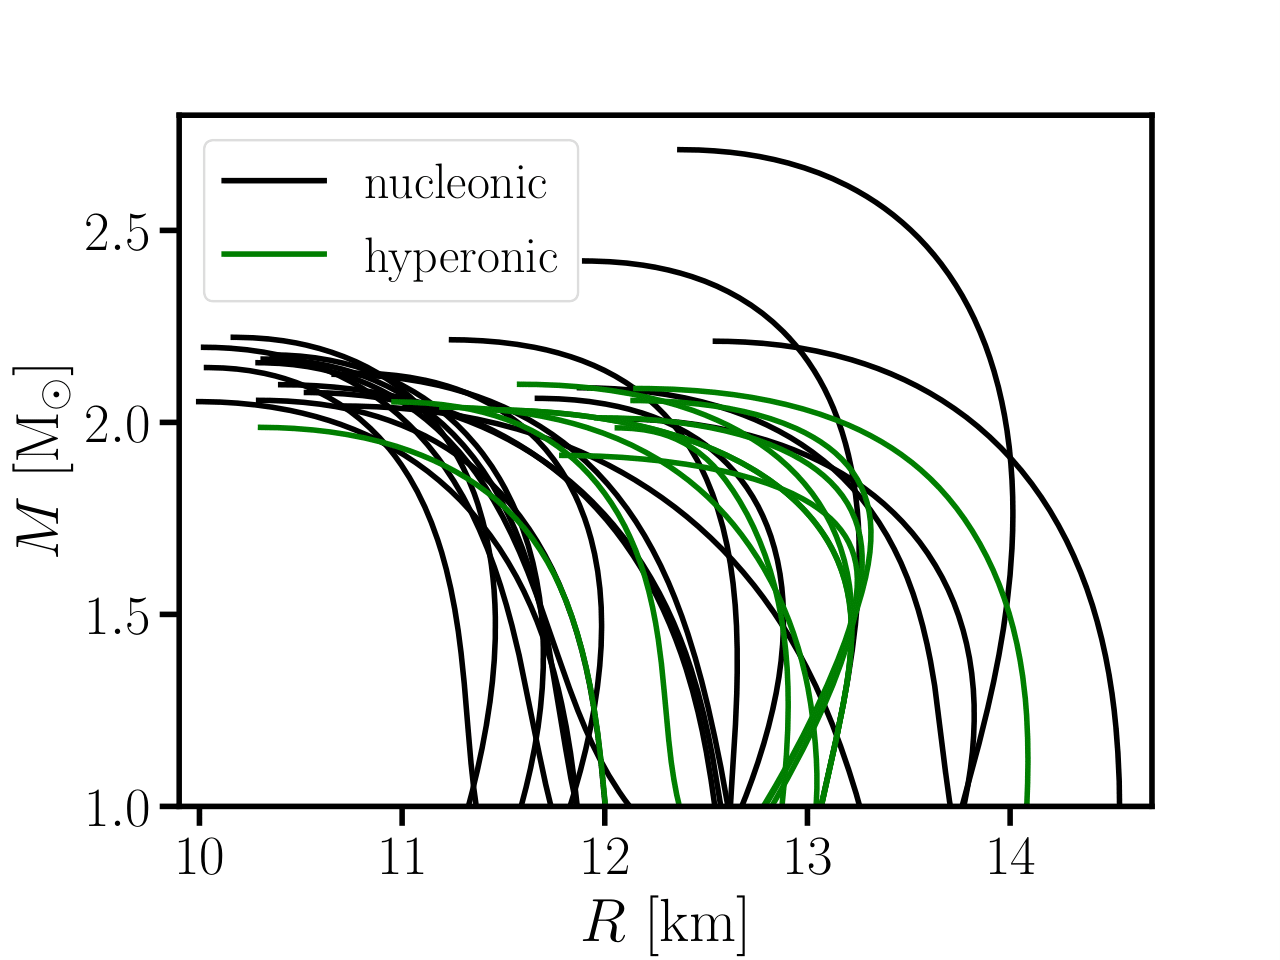 nucleonic
hyperonic
2.5
2.0
1.5
1.0
10 11 12 13 14
R [km]
M [M⊙]